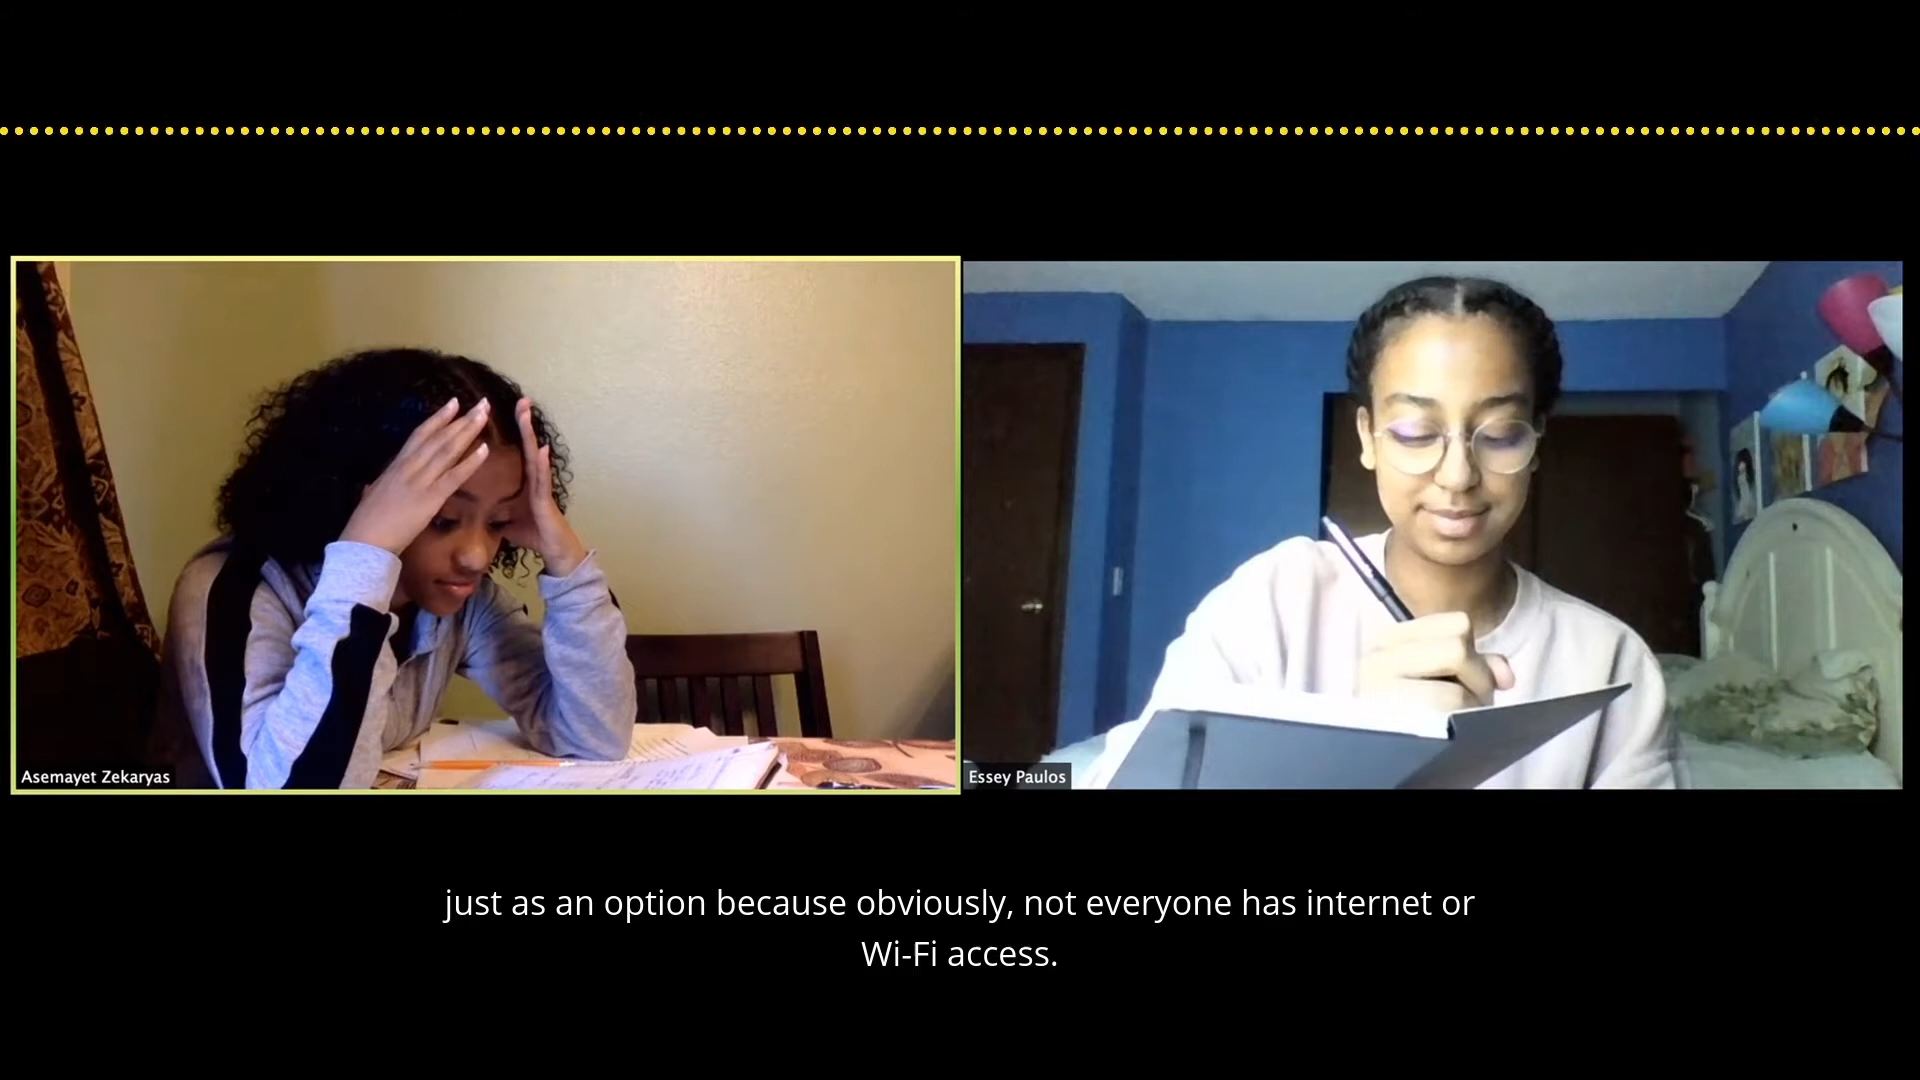 Asemayet Zekaryas
Essey Paulos
just as an option because obviously, not everyone has internet or
Wi-Fi access.